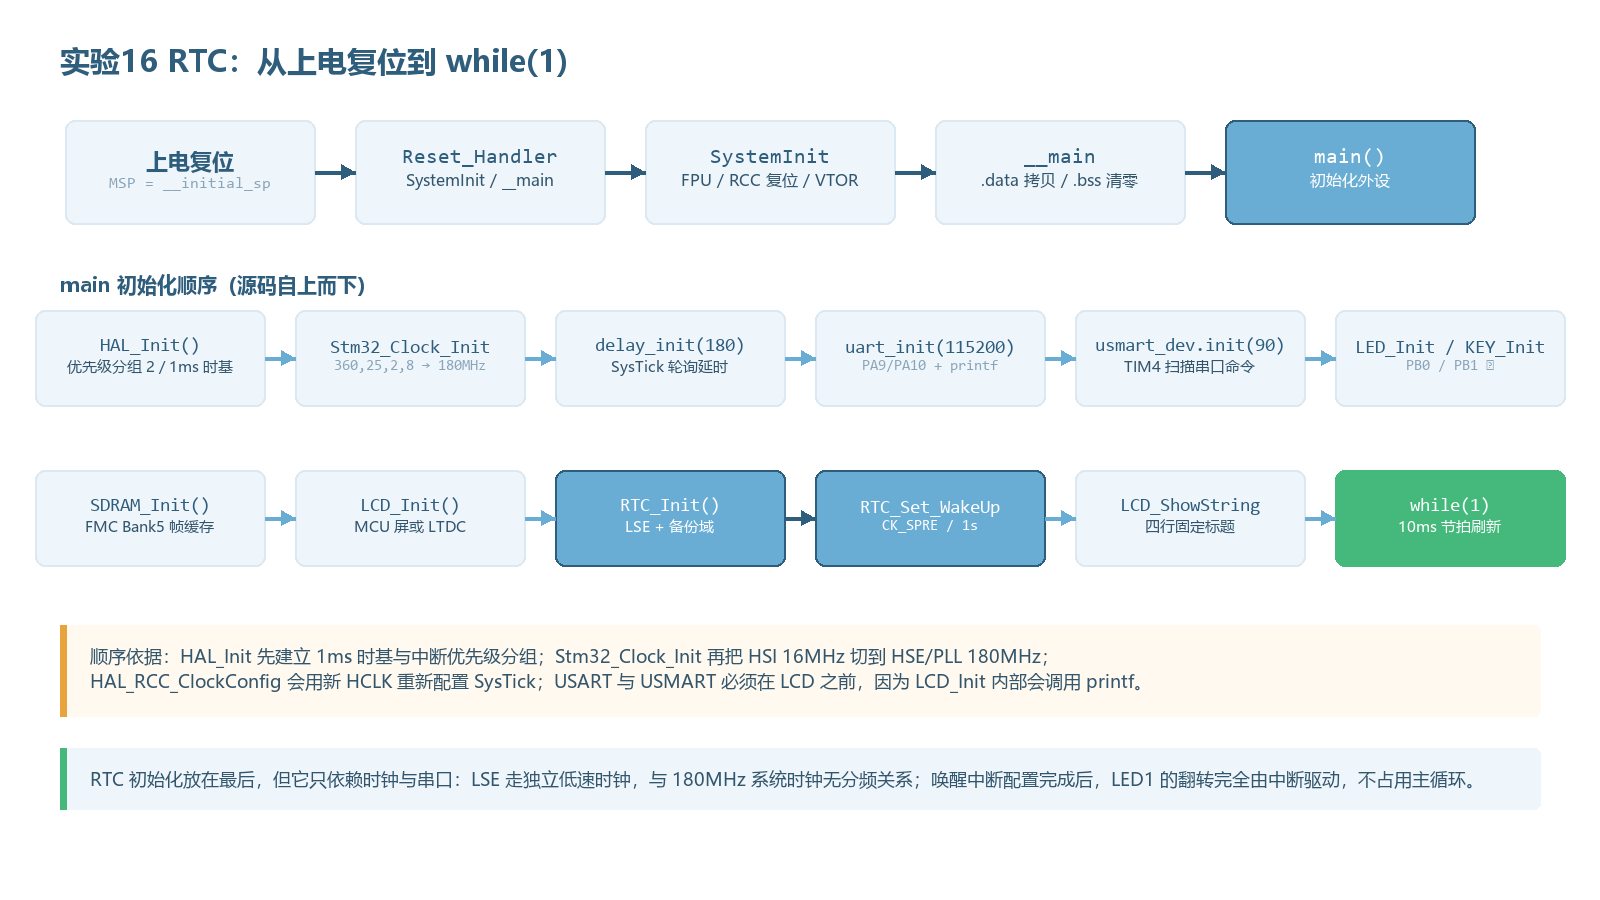 实验16 RTC：从上电复位到 while(1)
上电复位
MSP = __initial_sp
Reset_Handler
SystemInit / __main
SystemInit
FPU / RCC 复位 / VTOR
__main
.data 拷贝 / .bss 清零
main()
初始化外设
main 初始化顺序（源码自上而下）
HAL_Init()
优先级分组 2 / 1ms 时基
Stm32_Clock_Init
360,25,2,8 → 180MHz
delay_init(180)
SysTick 轮询延时
uart_init(115200)
PA9/PA10 + printf
usmart_dev.init(90)
TIM4 扫描串口命令
LED_Init / KEY_Init
PB0 / PB1
SDRAM_Init()
FMC Bank5 帧缓存
LCD_Init()
MCU 屏或 LTDC
RTC_Init()
LSE + 备份域
RTC_Set_WakeUp
CK_SPRE / 1s
LCD_ShowString
四行固定标题
while(1)
10ms 节拍刷新
顺序依据：HAL_Init 先建立 1ms 时基与中断优先级分组；Stm32_Clock_Init 再把 HSI 16MHz 切到 HSE/PLL 180MHz；
HAL_RCC_ClockConfig 会用新 HCLK 重新配置 SysTick；USART 与 USMART 必须在 LCD 之前，因为 LCD_Init 内部会调用 printf。
RTC 初始化放在最后，但它只依赖时钟与串口：LSE 走独立低速时钟，与 180MHz 系统时钟无分频关系；唤醒中断配置完成后，LED1 的翻转完全由中断驱动，不占用主循环。